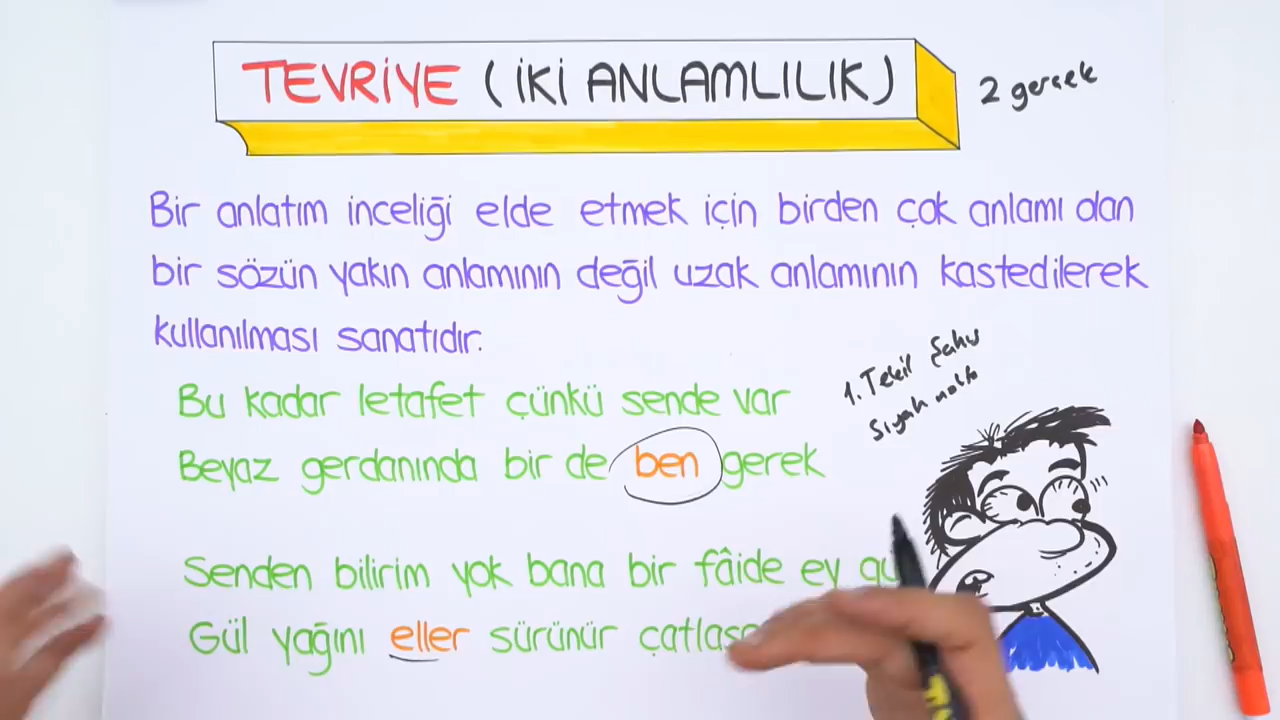 TEVRİYE (İKİ ANLAMLILIK)
2 gerçek
Bir anlatım inceliği elde etmek için birden çok anlamı olan
bir sözün yakın anlamının değil uzak anlamının kastedilerek
kullanılması sanatıdır.
1. Tekil Şahıs
Siyah nokta
Bu kadar letafet çünkü sende var
Beyaz gerdanında bir de ben gerek
Senden bilirim yok bana bir fâide ey
Gül yağını eller sürünür